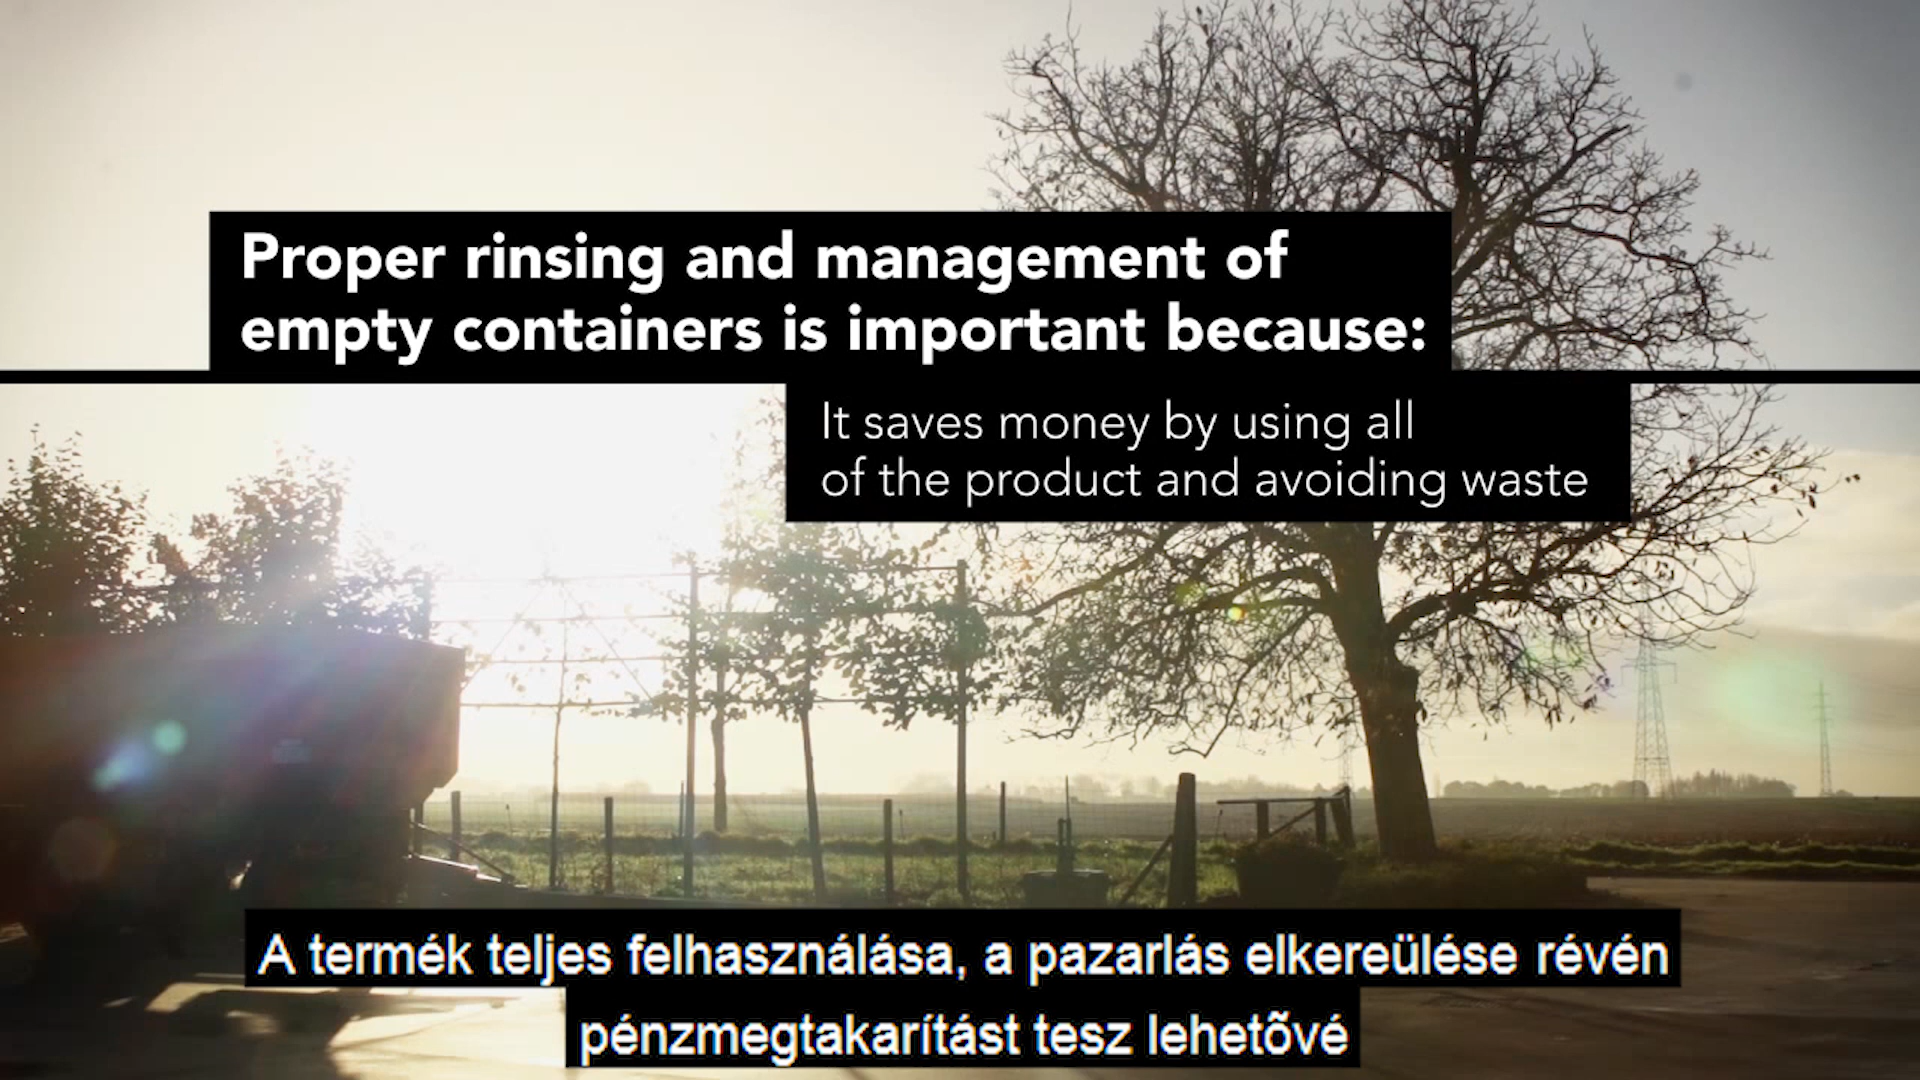 Proper rinsing and management of
empty containers is important because:
It saves money by using all
of the product and avoiding waste
A termék teljes felhasználása, a pazarlás elkereülése révén
pénzmegtakarítást tesz lehetõvé